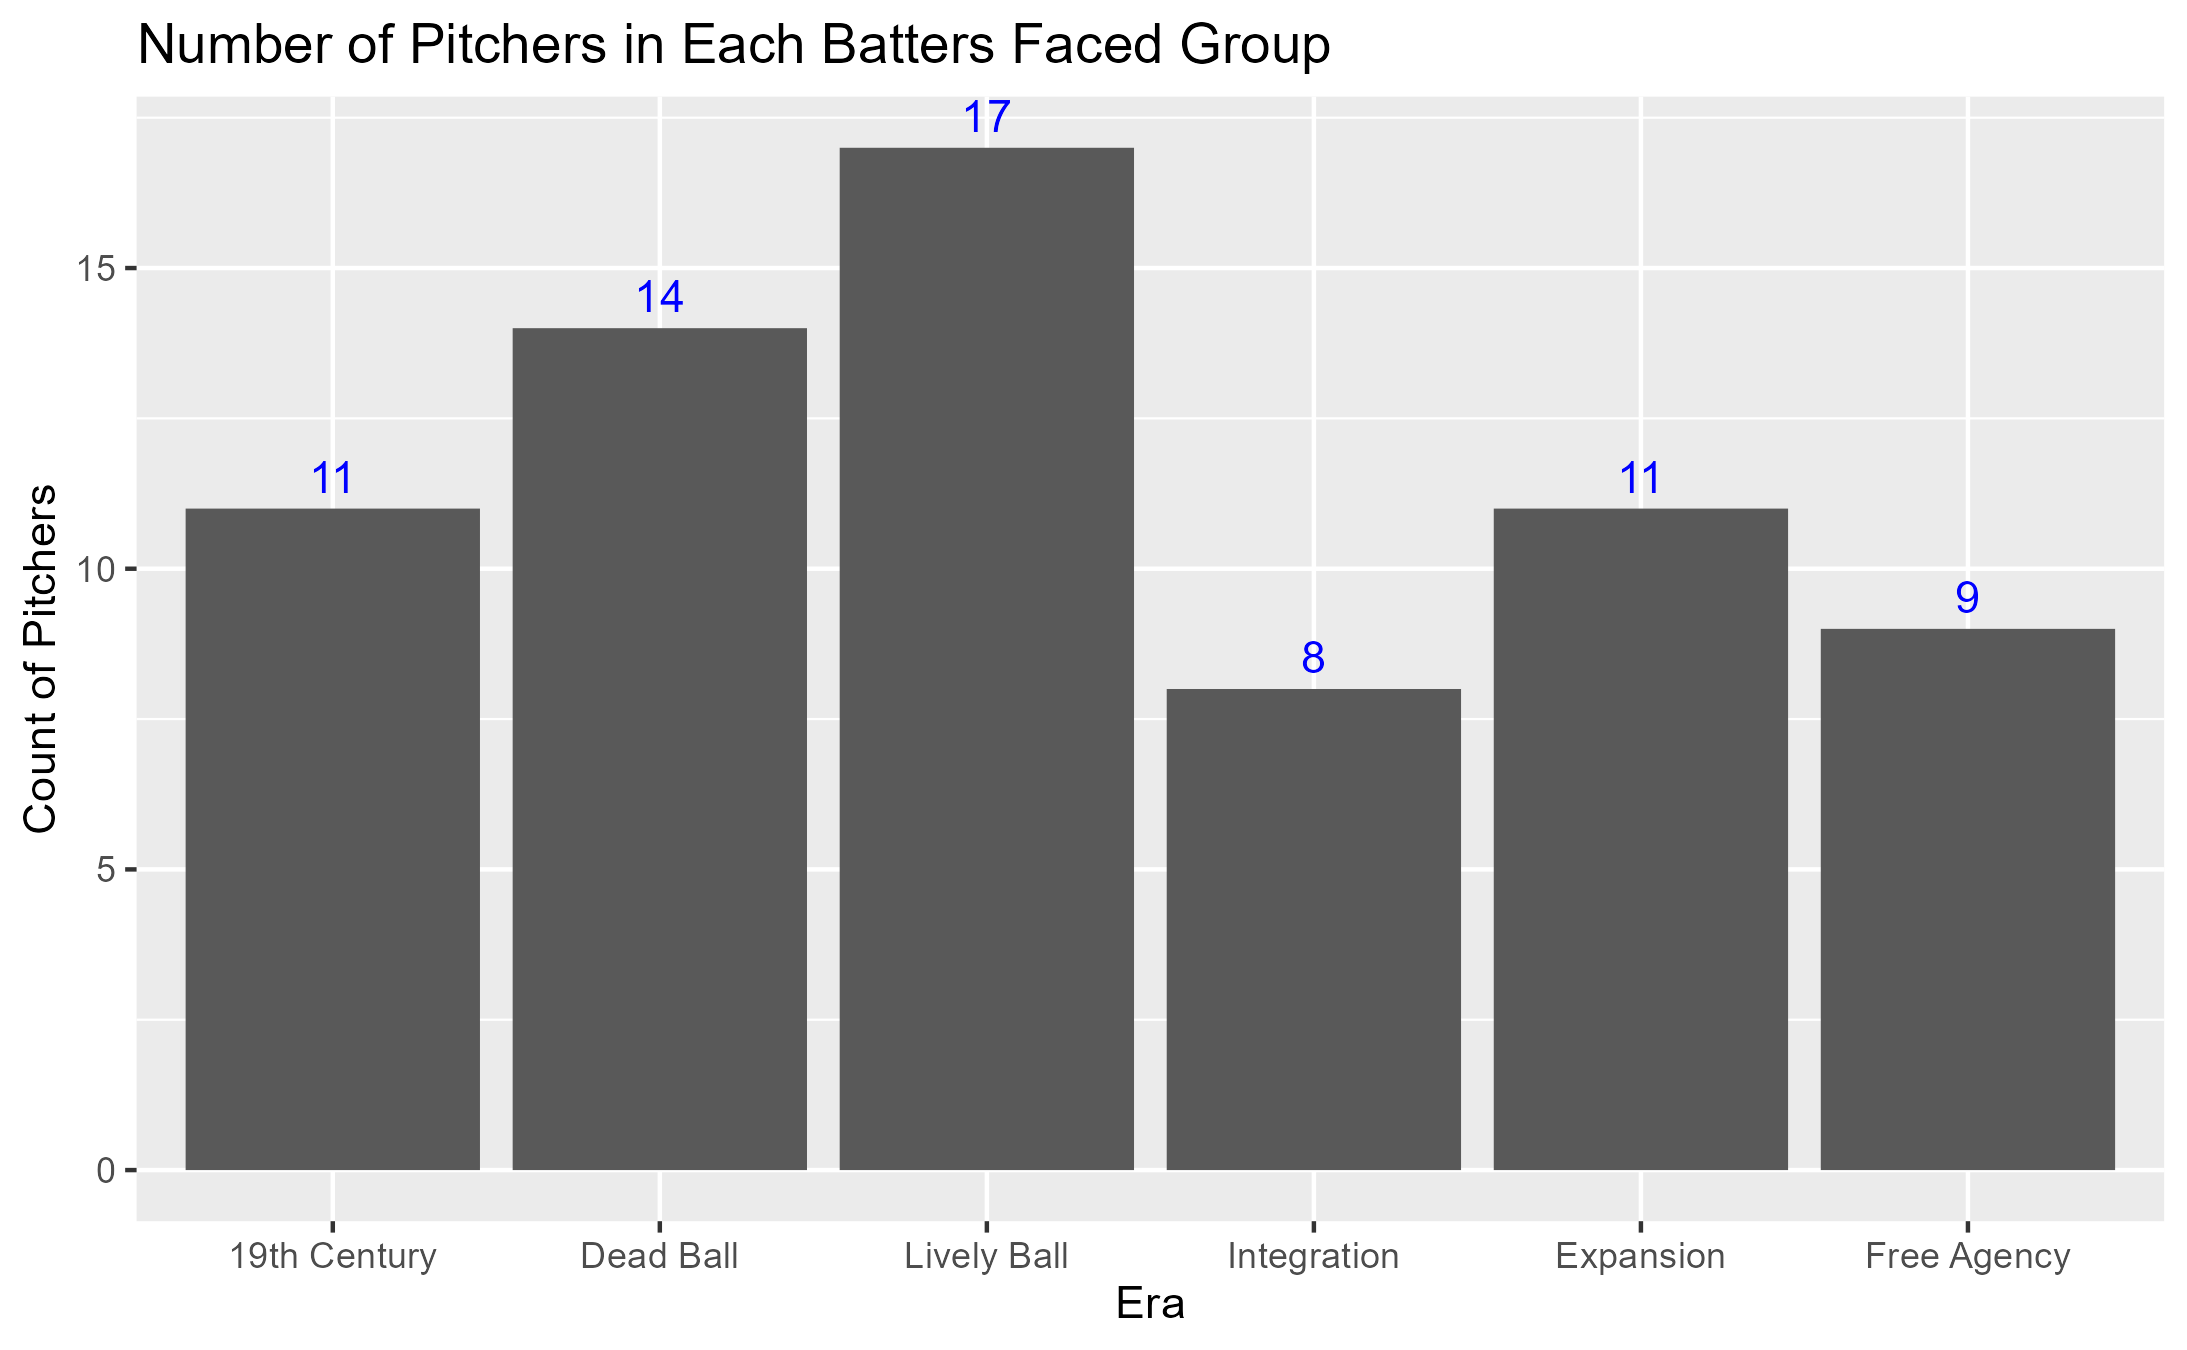 Number of Pitchers in Each Batters Faced Group
Count of Pitchers
15
10
5
0
11
14
17
8
11
9
19th Century
Dead Ball
Lively Ball
Integration
Expansion
Free Agency
Era